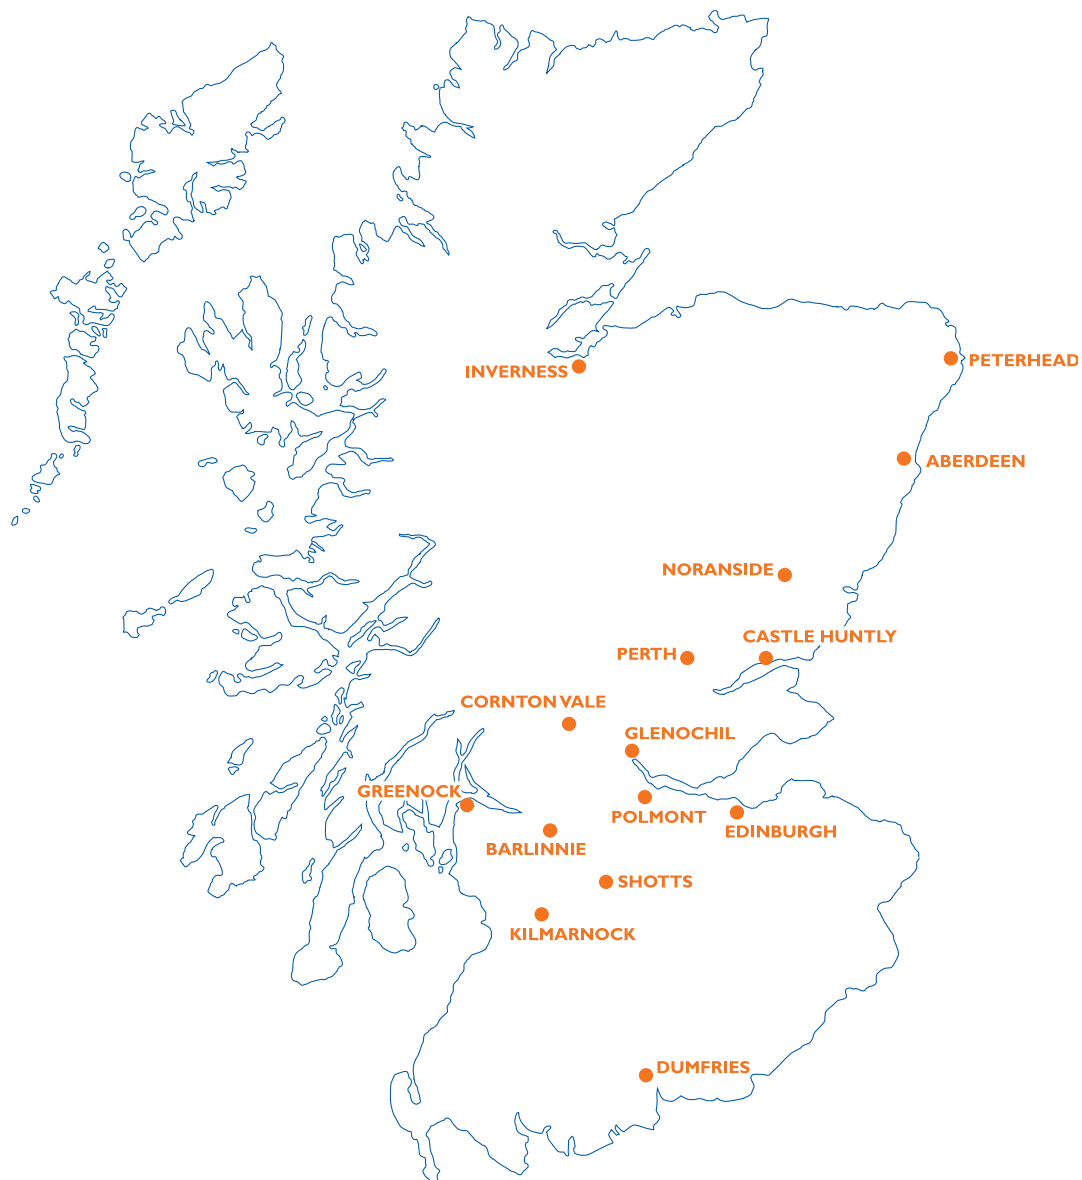 PETERHEAD
INVERNESS
ABERDEEN
NORANSIDE
CASTLE HUNTLY
PERTH
CORNTON VALE
GLENOCHIL
GREENOCK
POLMONT
EDINBURGH
BARLINNIE
SHOTTS
KILMARNOCK
DUMFRIES